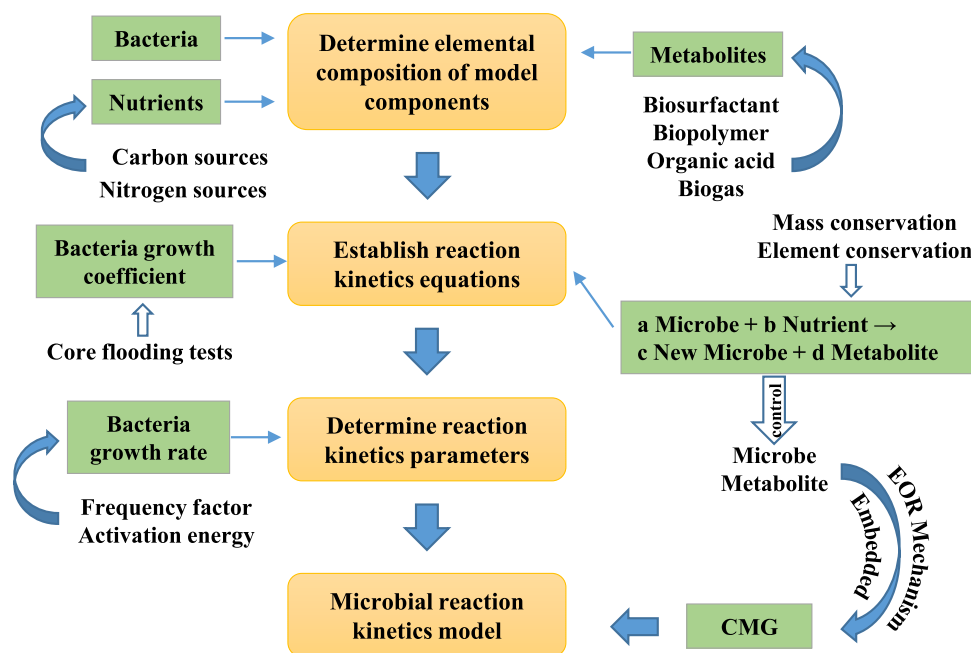 Bacteria
Nutrients
Carbon sources
Nitrogen sources
Determine elemental
composition of model
components
Metabolites
Biosurfactant
Biopolymer
Organic acid
Biogas
Bacteria growth
coefficient
Core flooding tests
Establish reaction
kinetics equations
Mass conservation
Element conservation
a Microbe + b Nutrient →
c New Microbe + d Metabolite
control
Microbe
Metabolite
EOR Mechanism
Embedded
Bacteria
growth rate
Frequency factor
Activation energy
Determine reaction
kinetics parameters
Microbial reaction
kinetics model
CMG